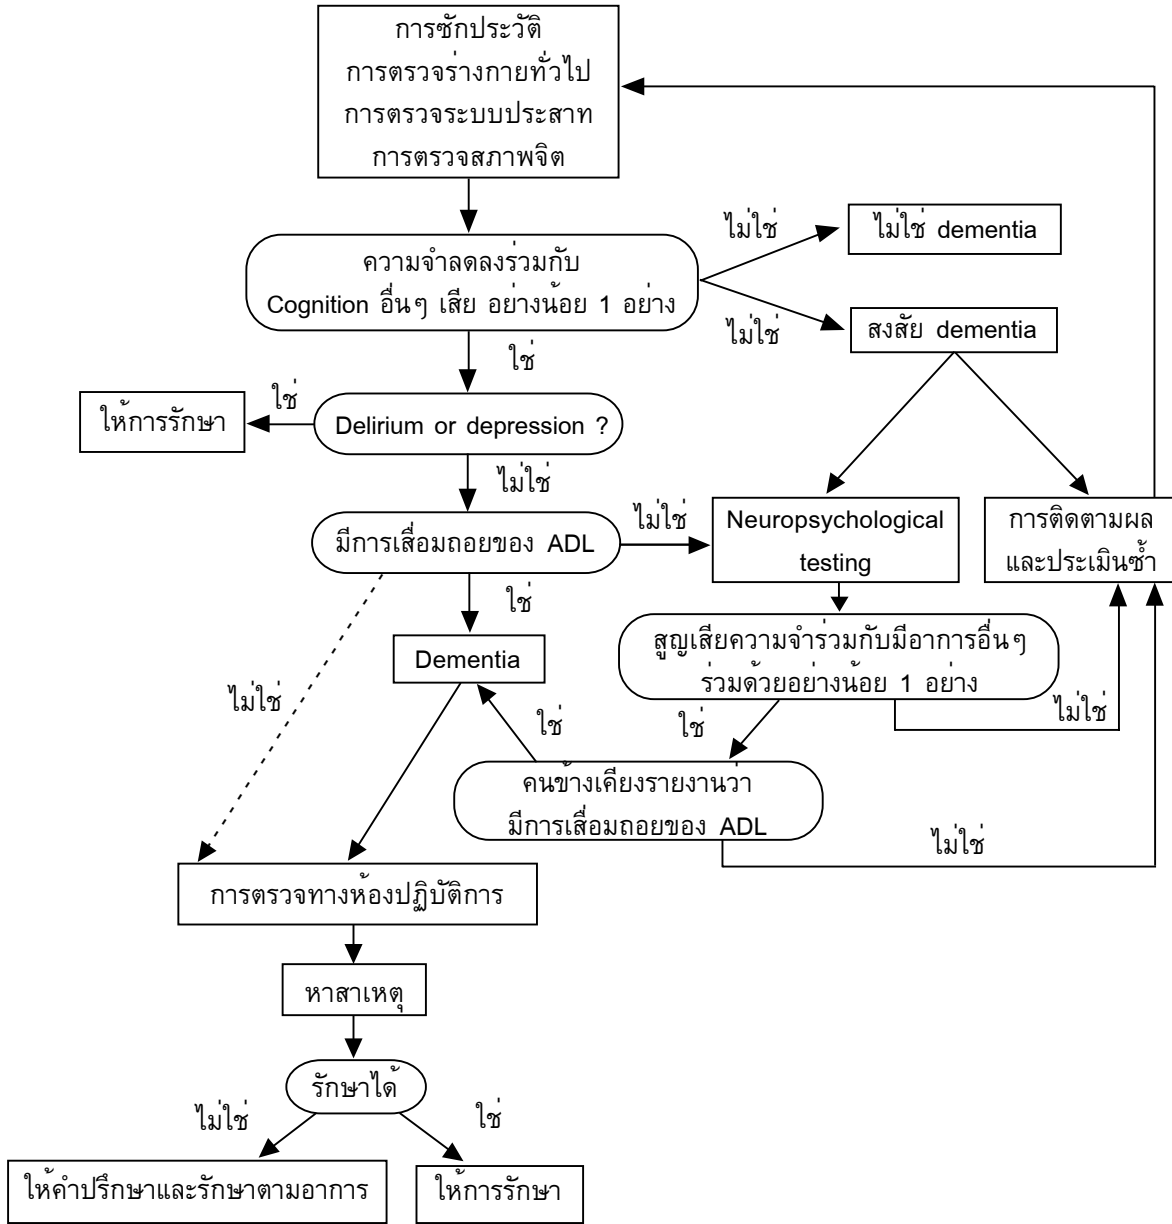 การซักประวัติ
การตรวจร่างกายทั่วไป
การตรวจระบบประสาท
การตรวจสภาพจิต
ไม่ใช่
ไม่ใช่ dementia
ความจำลดลงร่วมกับ
Cognition อื่นๆ เสีย อย่างน้อย 1 อย่าง
ไม่ใช่
สงสัย dementia
ใช่
ใช่
ให้การรักษา
Delirium or depression ?
ไม่ใช่
ไม่ใช่
มีการเสื่อมถอยของ ADL
Neuropsychological
testing
การติดตามผล
และประเมินซ้ำ
ใช่
Dementia
สูญเสียความจำร่วมกับมีอาการอื่นๆ
ร่วมด้วยอย่างน้อย 1 อย่าง
ไม่ใช่
ใช่
ใช่
ไม่ใช่
คนข้างเคียงรายงานว่า
มีการเสื่อมถอยของ ADL
ไม่ใช่
การตรวจทางห้องปฏิบัติการ
หาสาเหตุ
รักษาได้
ไม่ใช่
ใช่
ให้คำปรึกษาและรักษาตามอาการ
ให้การรักษา